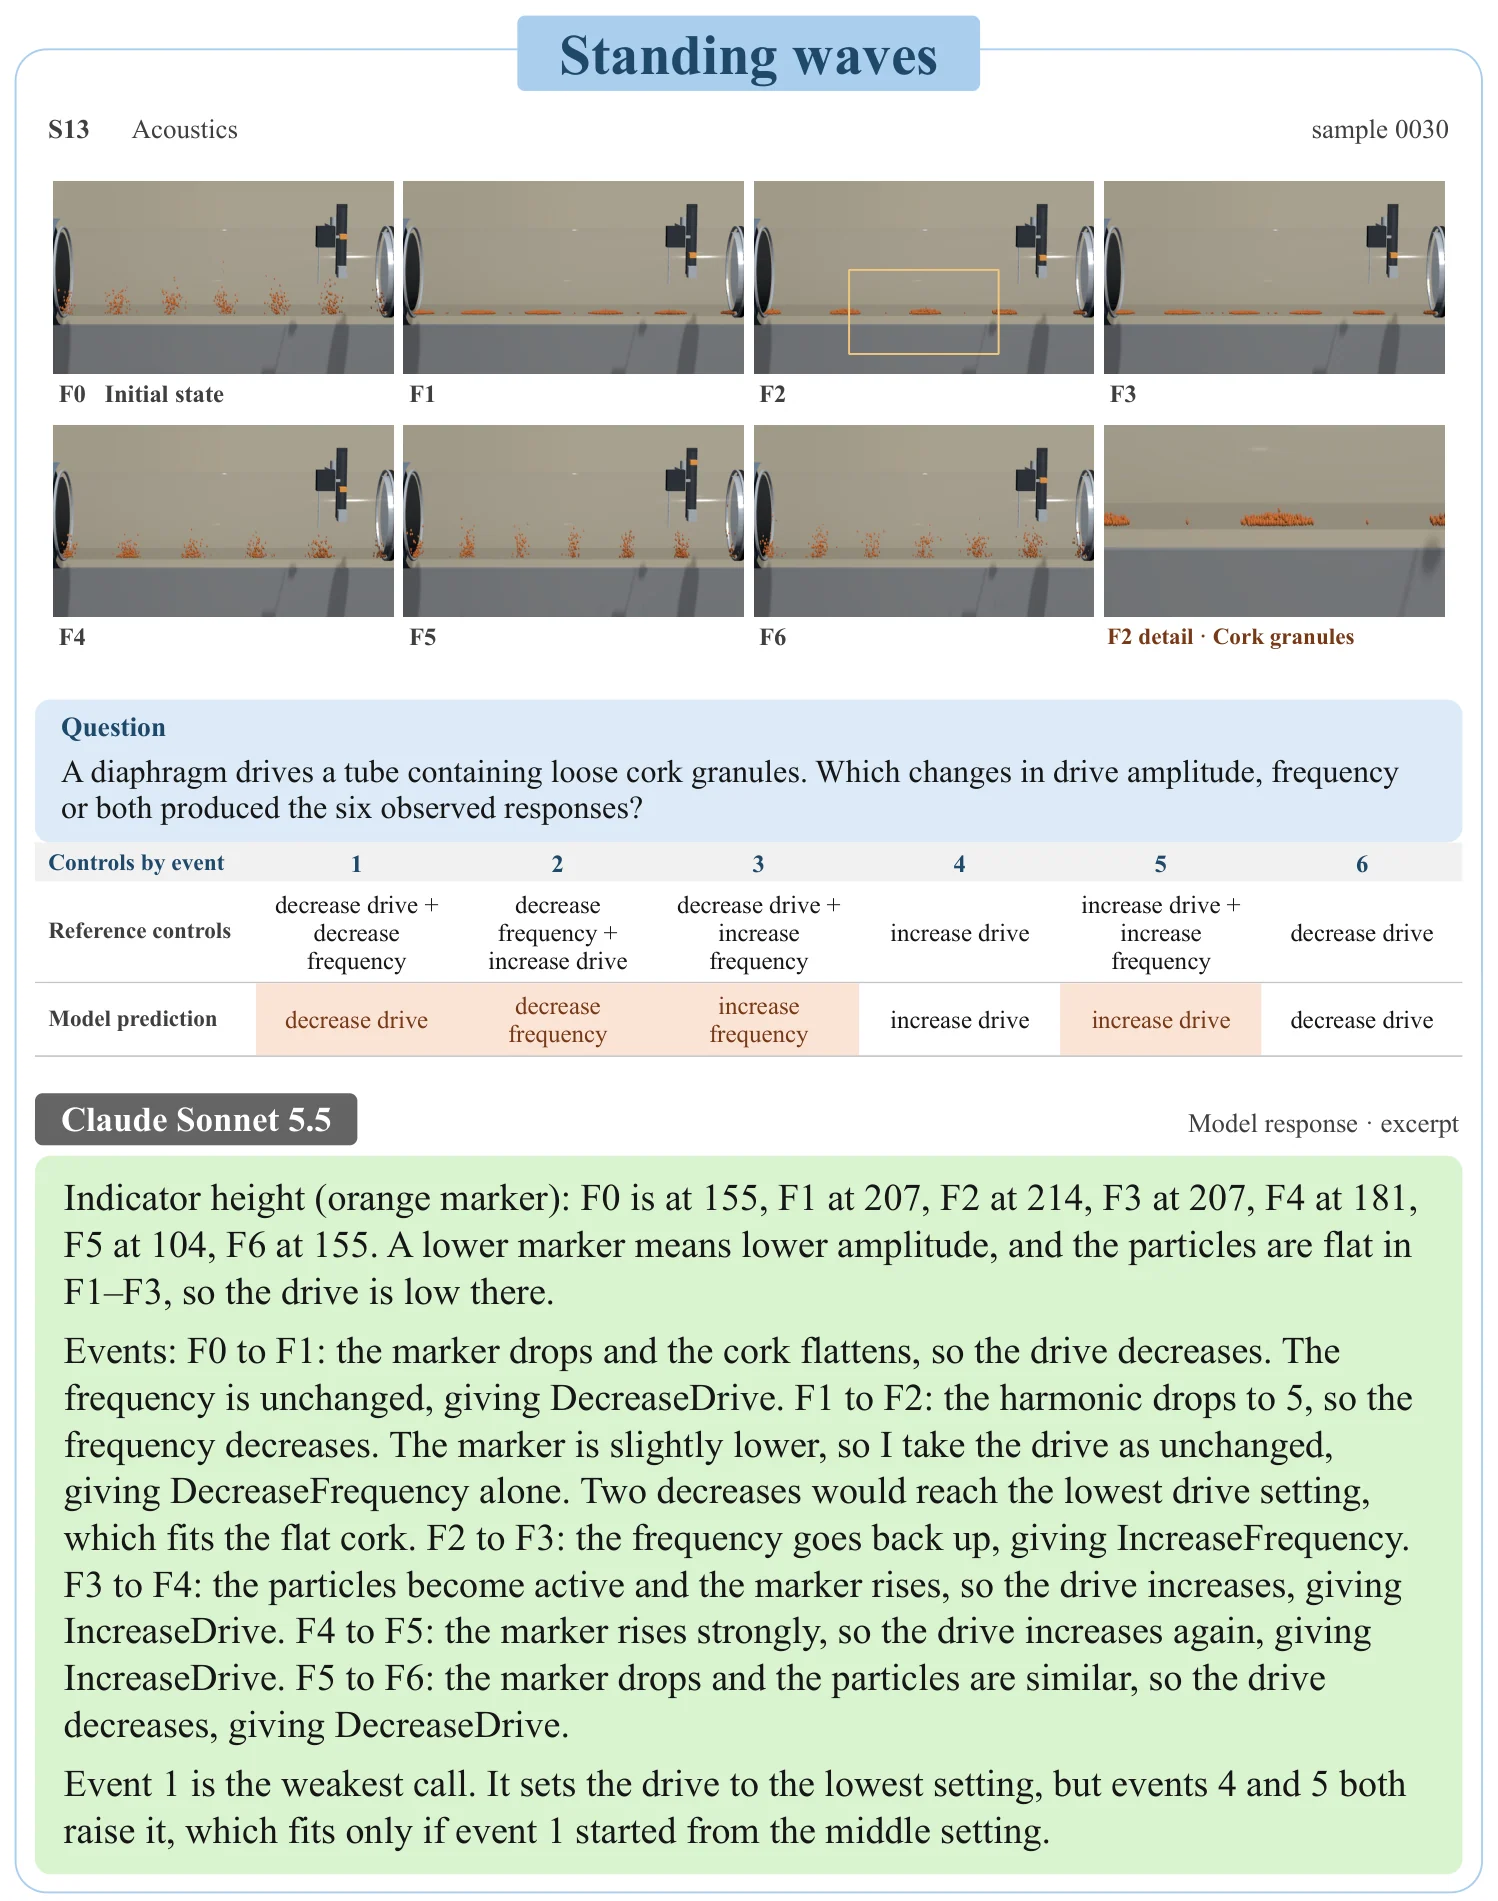 Standing waves
S13 Acoustics sample 0030
F0 Initial state
F1
F2
F3
F4
F5
F6
F2 detail · Cork granules
Question
A diaphragm drives a tube containing loose cork granules. Which changes in drive amplitude, frequency
or both produced the six observed responses?
Controls by event 1 2 3 4 5 6
Reference controls
decrease drive +
decrease
frequency
decrease
frequency +
increase drive
decrease drive +
increase
frequency
increase drive
increase drive +
increase
frequency
decrease drive
Model prediction
decrease drive
decrease
frequency
increase
frequency
increase drive
increase drive
decrease drive
Claude Sonnet 5.5
Model response · excerpt
Indicator height (orange marker): F0 is at 155, F1 at 207, F2 at 214, F3 at 207, F4 at 181,
F5 at 104, F6 at 155. A lower marker means lower amplitude, and the particles are flat in
F1–F3, so the drive is low there.
Events: F0 to F1: the marker drops and the cork flattens, so the drive decreases. The
frequency is unchanged, giving DecreaseDrive. F1 to F2: the harmonic drops to 5, so the
frequency decreases. The marker is slightly lower, so I take the drive as unchanged,
giving DecreaseFrequency alone. Two decreases would reach the lowest drive setting,
which fits the flat cork. F2 to F3: the frequency goes back up, giving IncreaseFrequency.
F3 to F4: the particles become active and the marker rises, so the drive increases, giving
IncreaseDrive. F4 to F5: the marker rises strongly, so the drive increases again, giving
IncreaseDrive. F5 to F6: the marker drops and the particles are similar, so the drive
decreases, giving DecreaseDrive.
Event 1 is the weakest call. It sets the drive to the lowest setting, but events 4 and 5 both
raise it, which fits only if event 1 started from the middle setting.